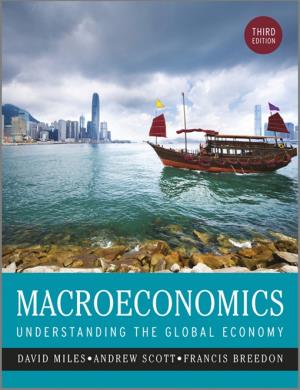 THIRD
EDITION
MACROECONOMICS
UNDERSTANDING THE GLOBAL ECONOMY
DAVID MILES•ANDREW SCOTT•FRANCIS BREEDON